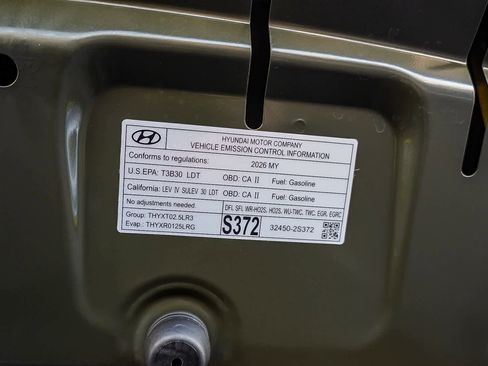 HYUNDAI MOTOR COMPANY
VEHICLE EMISSION CONTROL INFORMATION
Conforms to regulations: 2026 MY
U.S.EPA: T3B30 LDT OBD: CA II Fuel: Gasoline
California: LEV IV SULEV 30 LDT OBD: CA II Fuel: Gasoline
No adjustments needed. DFI, SFI, WR-HO2S, HO2S, WU-TWC, TWC, EGR, EGRC
Group: THYXT02.5LR3
Evap.: THYXR0125LRG
S372
32450-2S372